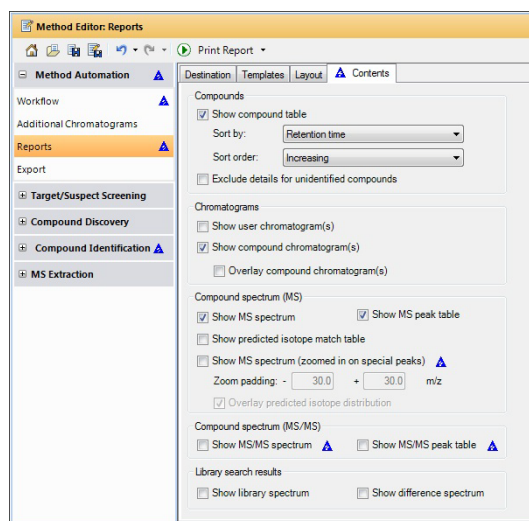 Method Editor: Reports
Print Report
Method Automation
Workflow
Additional Chromatograms
Reports
Export
Target/Suspect Screening
Compound Discovery
Compound Identification
MS Extraction
Destination Templates Layout Contents
Compounds
Show compound table
Sort by: Retention time
Sort order: Increasing
Exclude details for unidentified compounds
Chromatograms
Show user chromatogram(s)
Show compound chromatogram(s)
Overlay compound chromatogram(s)
Compound spectrum (MS)
Show MS spectrum Show MS peak table
Show predicted isotope match table
Show MS spectrum (zoomed in on special peaks)
Zoom padding: - 30.0 + 30.0 m/z
Overlay predicted isotope distribution
Compound spectrum (MS/MS)
Show MS/MS spectrum Show MS/MS peak table
Library search results
Show library spectrum Show difference spectrum